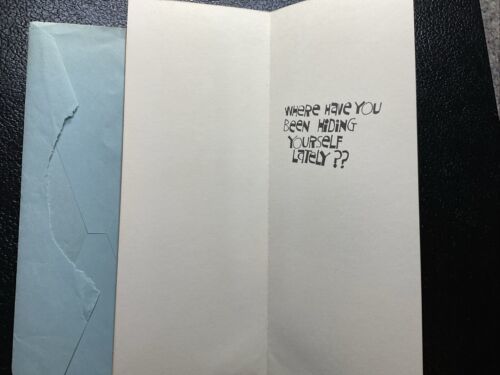 WHERE HAVE YOU
BEEN HiDiNG
YOURSELF
LATELY ??